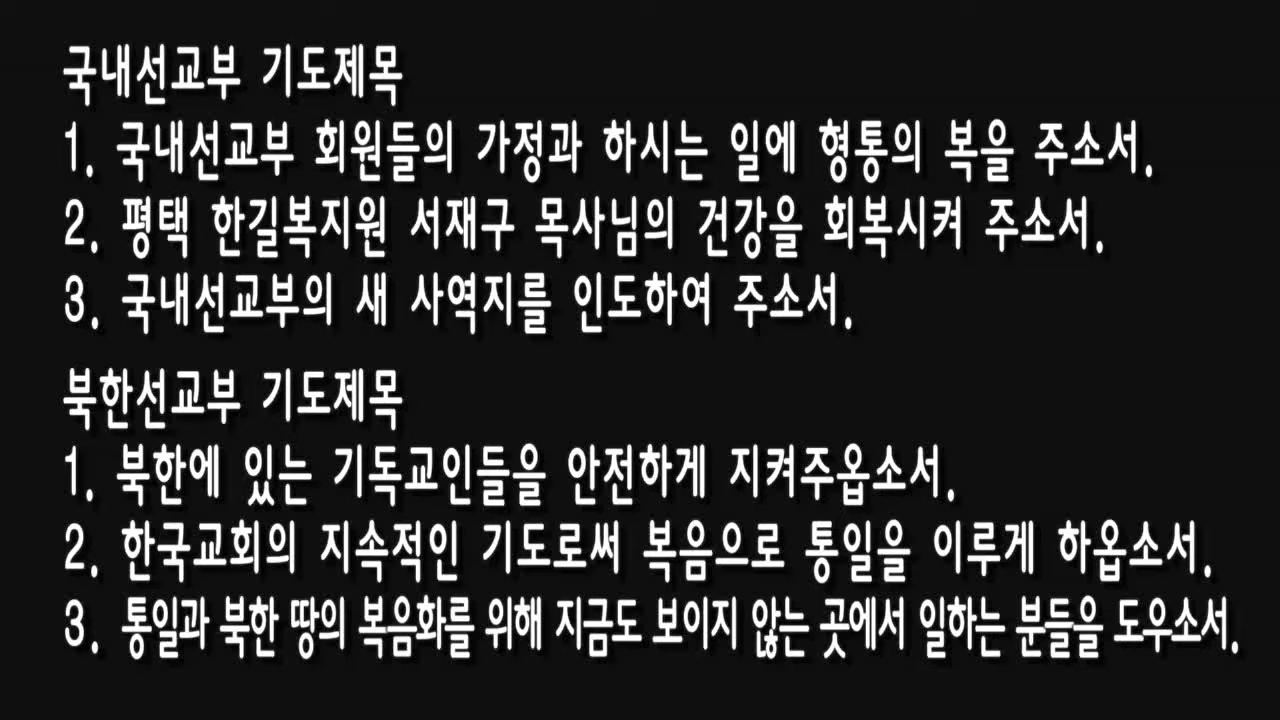 국내선교부 기도제목
1. 국내선교부 회원들의 가정과 하시는 일에 형통의 복을 주소서.
2. 평택 한길복지원 서재구 목사님의 건강을 회복시켜 주소서.
3. 국내선교부의 새 사역지를 인도하여 주소서.
북한선교부 기도제목
1. 북한에 있는 기독교인들을 안전하게 지켜주옵소서.
2. 한국교회의 지속적인 기도로써 복음으로 통일을 이루게 하옵소서.
3. 통일과 북한 땅의 복음화를 위해 지금도 보이지 않는 곳에서 일하는 분들을 도우소서.